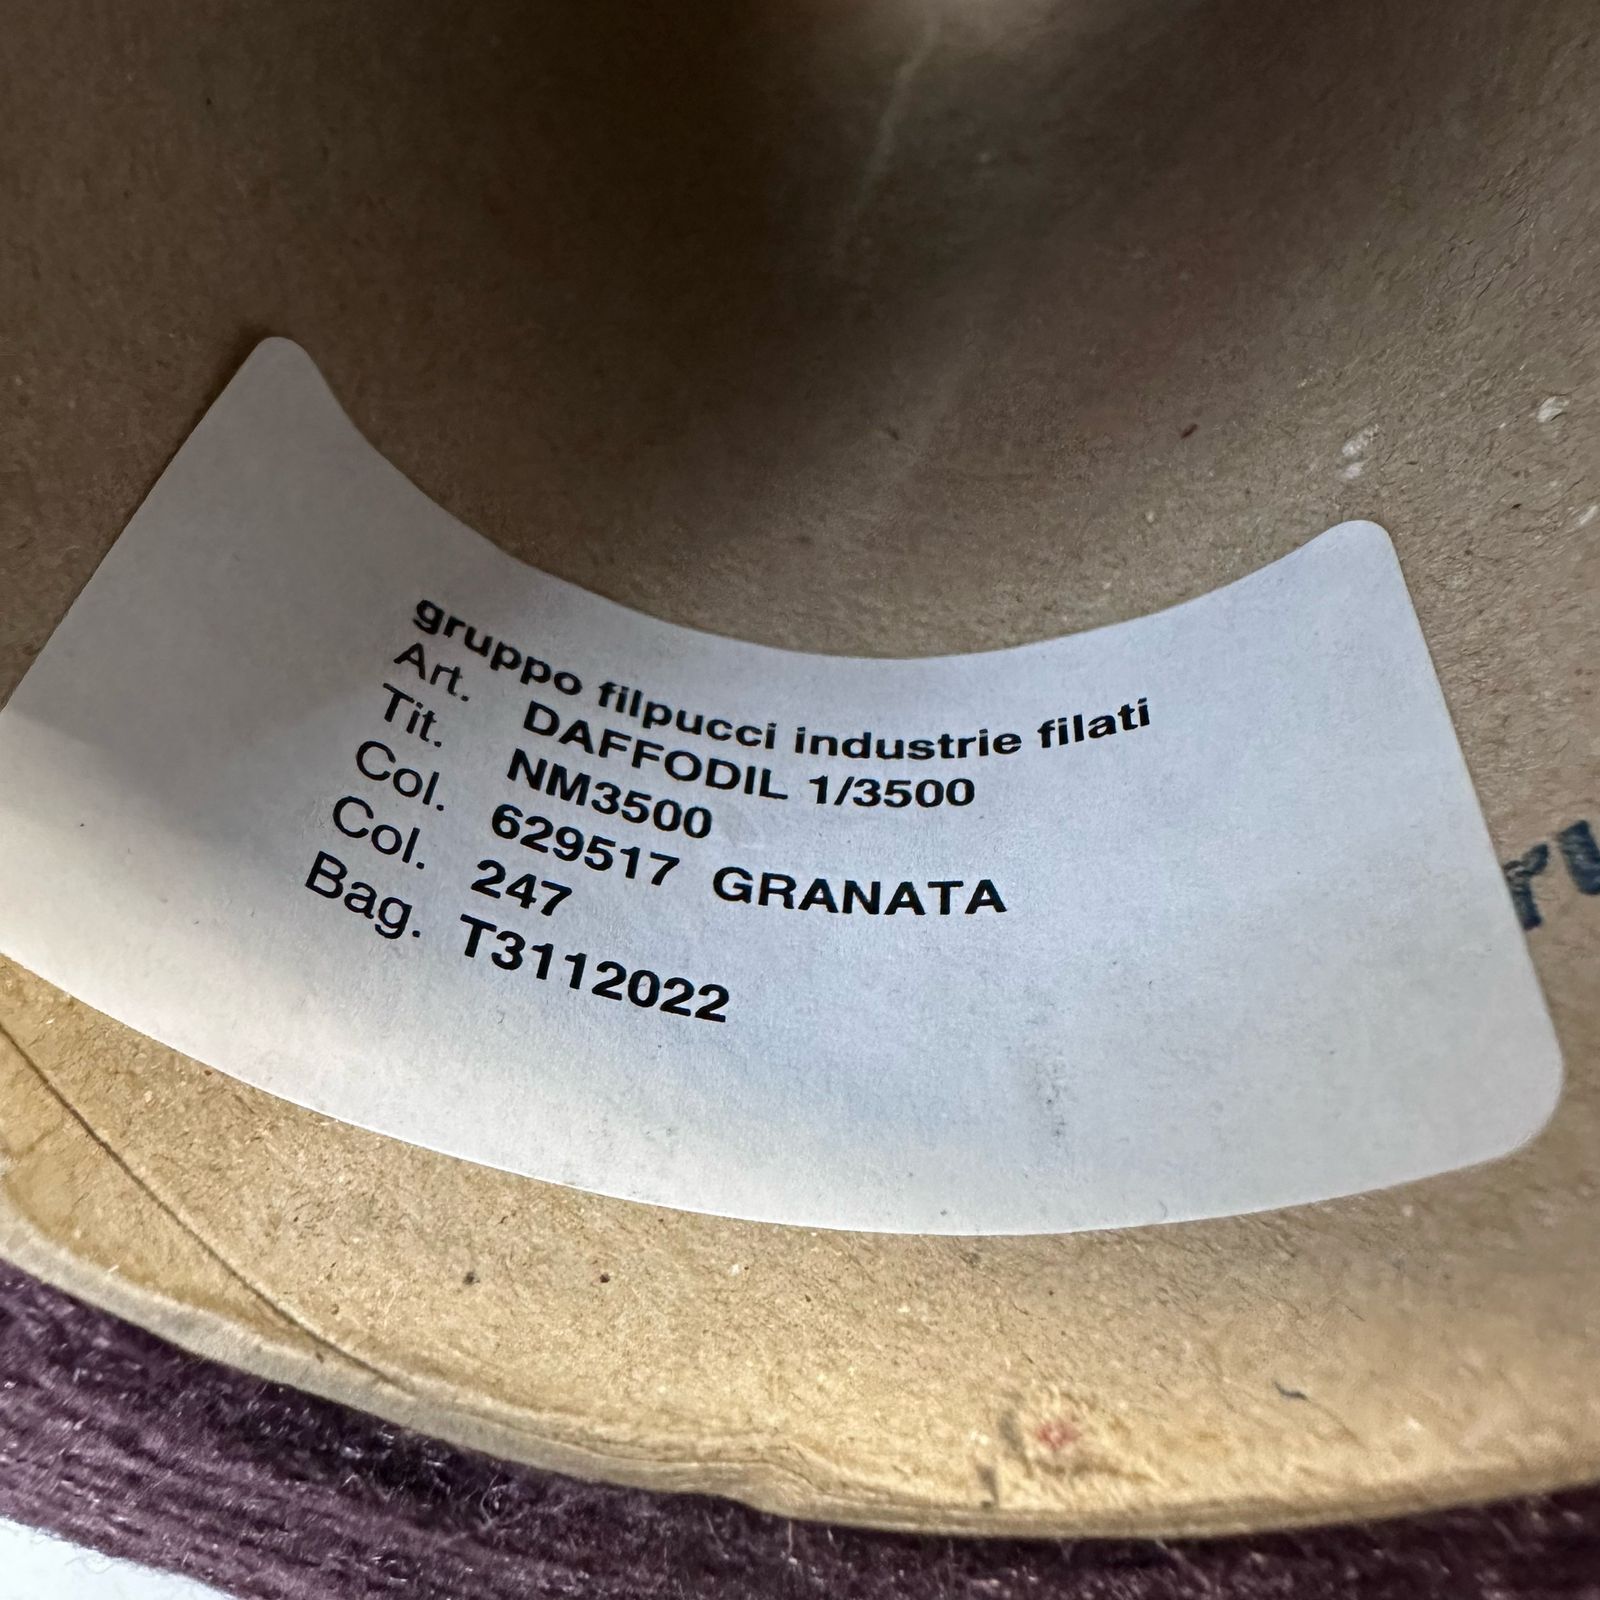 gruppo filpucci industrie filati
Art. DAFFODIL 1/3500
Tit. NM3500
Col. 629517 GRANATA
Col. 247
Bag. T3112022